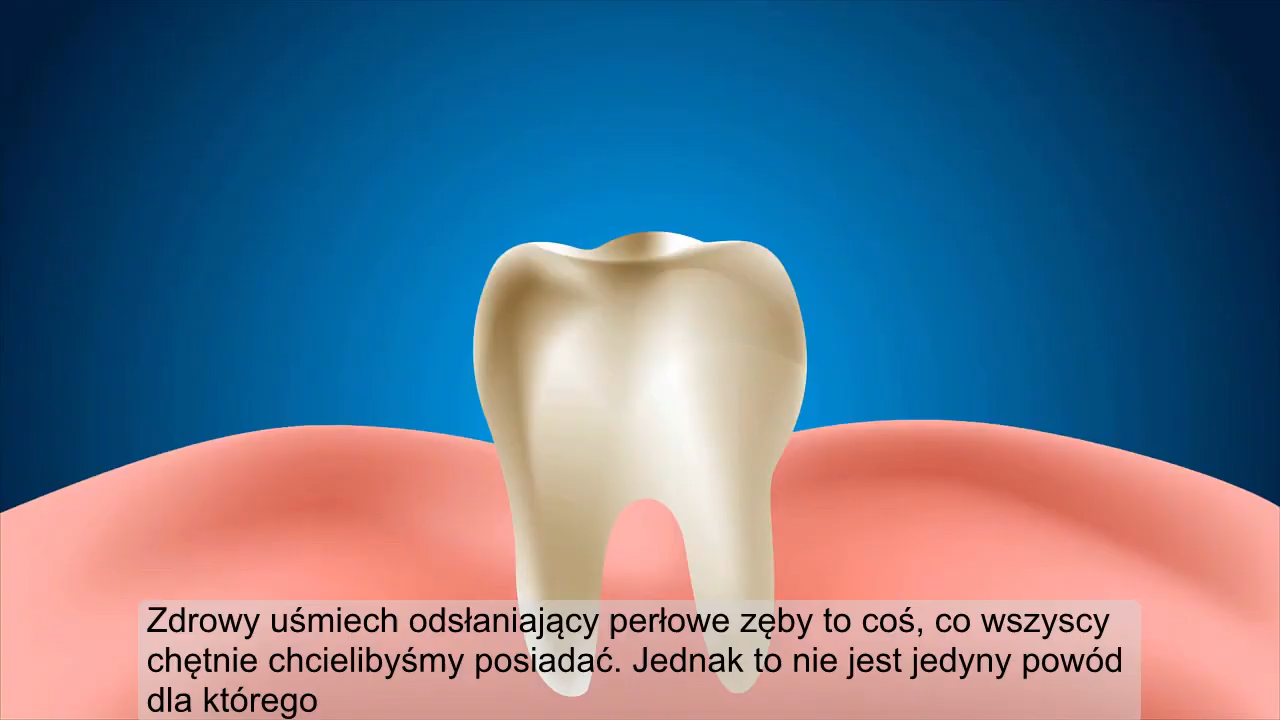 Zdrowy uśmiech odsłaniający perłowe zęby to coś, co wszyscy
chętnie chcielibyśmy posiadać. Jednak to nie jest jedyny powód
dla którego